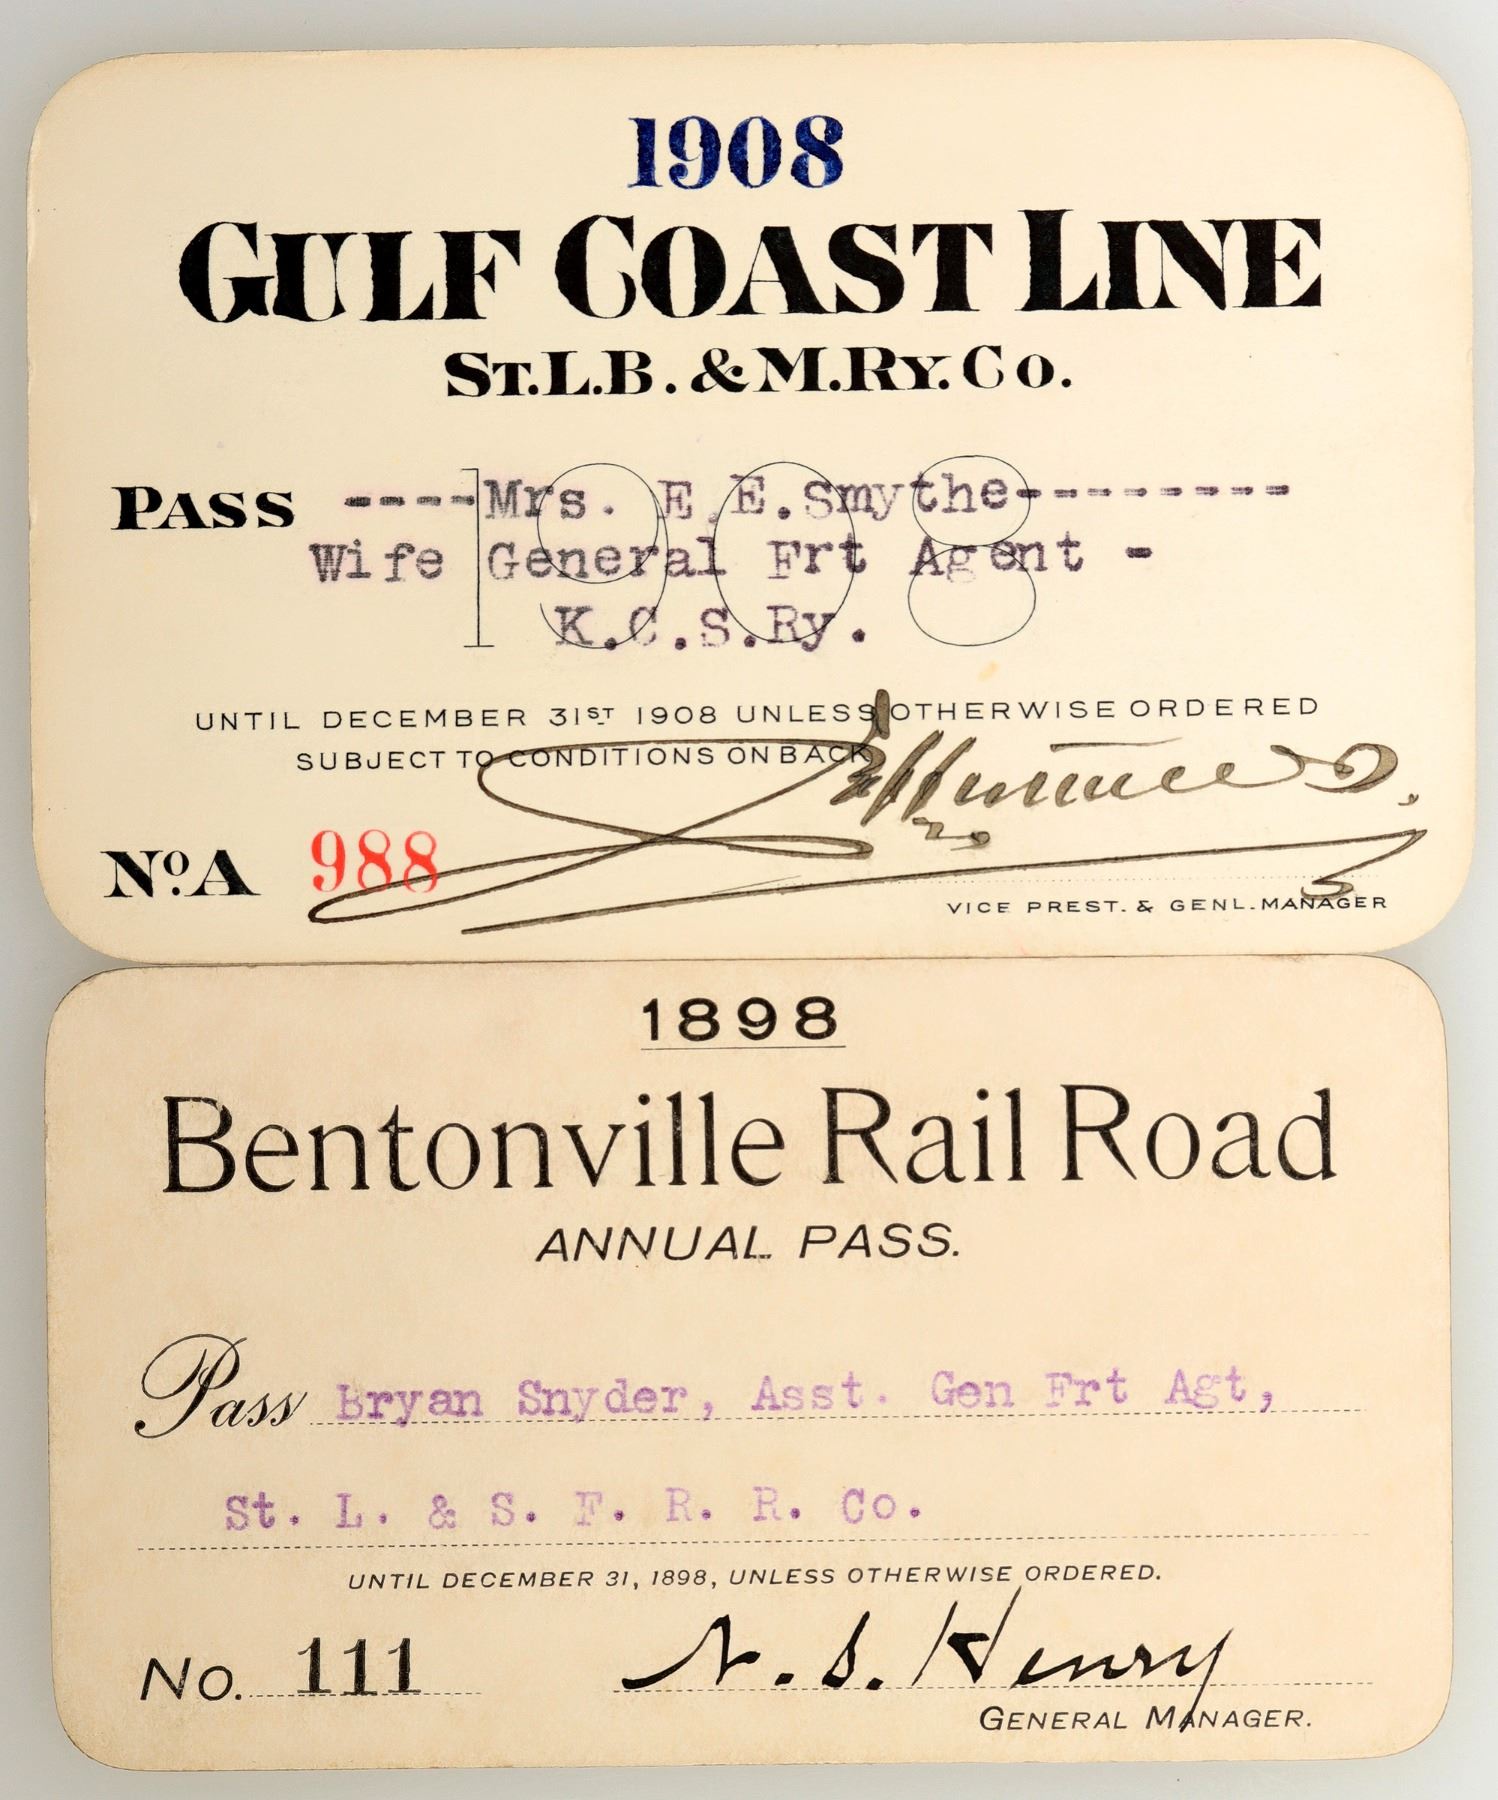 1908
GULF COAST LINE
ST.L.B. & M.RY.Co.
PASS ----Mrs. E.E.Smythe--------
Wife General Frt Agent -
K.C.S.Ry.
1908
UNTIL DECEMBER 31ST 1908 UNLESS OTHERWISE ORDERED
SUBJECT TO CONDITIONS ON BACK
No. A 988
VICE PREST. & GENL. MANAGER
1898
Bentonville Rail Road
ANNUAL PASS.
Pass Bryan Snyder, Asst. Gen Frt Agt,
St. L. & S. F. R. R. Co.
UNTIL DECEMBER 31, 1898, UNLESS OTHERWISE ORDERED.
No. 111 Henry
GENERAL MANAGER.